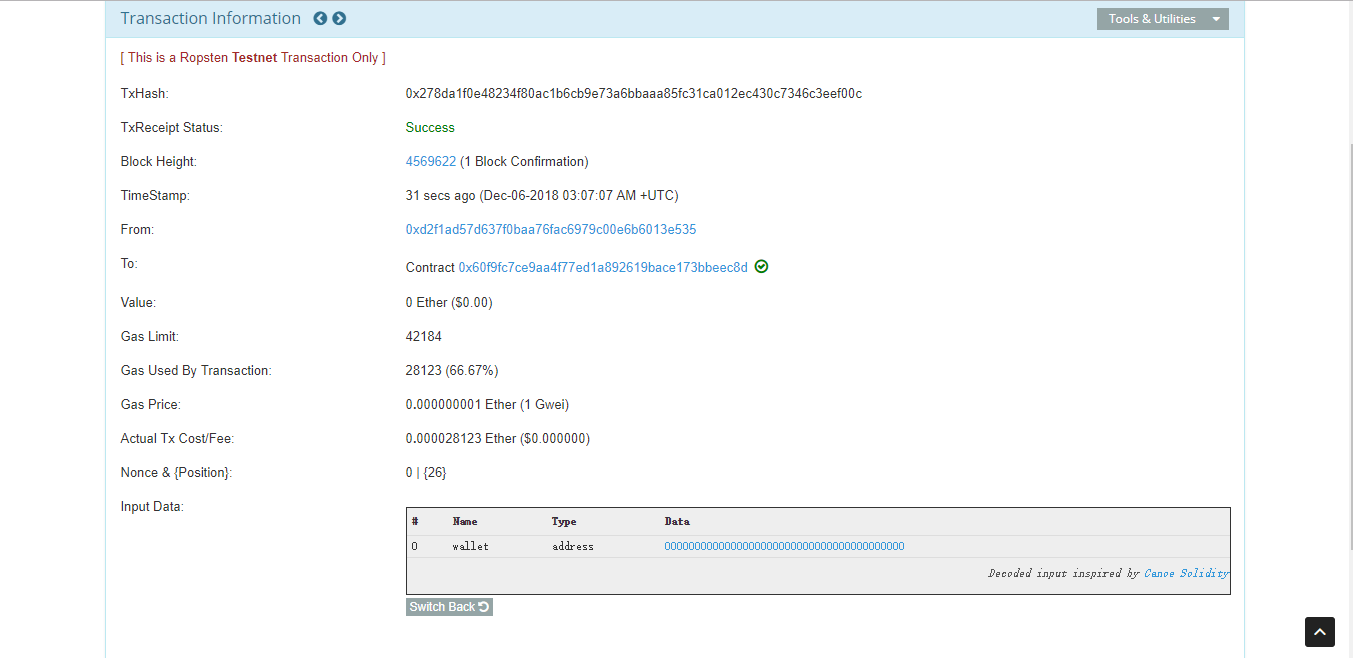 Transaction Information
Tools & Utilities
[ This is a Ropsten Testnet Transaction Only ]
TxHash: 0x278da1f0e48234f80ac1b6cb9e73a6bbaaa85fc31ca012ec430c7346c3eef00c
TxReceipt Status: Success
Block Height: 4569622 (1 Block Confirmation)
TimeStamp: 31 secs ago (Dec-06-2018 03:07:07 AM +UTC)
From: 0xd2f1ad57d637f0baa76fac6979c00e6b6013e535
To: Contract 0x60f9fc7ce9aa4f77ed1a892619bace173bbeec8d
Value: 0 Ether ($0.00)
Gas Limit: 42184
Gas Used By Transaction: 28123 (66.67%)
Gas Price: 0.000000001 Ether (1 Gwei)
Actual Tx Cost/Fee: 0.000028123 Ether ($0.000000)
Nonce & {Position}: 0 | {26}
Input Data:
# Name Type Data
0 wallet address 0000000000000000000000000000000000000000
Decoded input inspired by Canoe Solidity
Switch Back